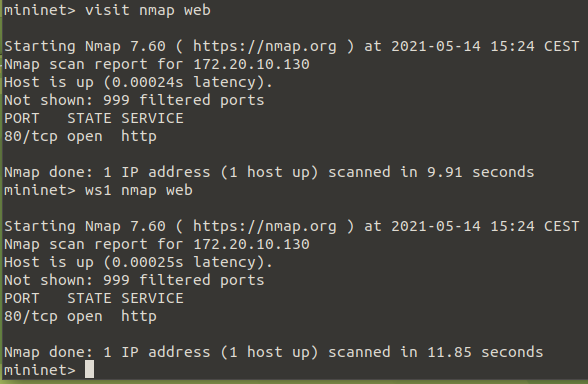 mininet> visit nmap web
Starting Nmap 7.60 ( https://nmap.org ) at 2021-05-14 15:24 CEST
Nmap scan report for 172.20.10.130
Host is up (0.00024s latency).
Not shown: 999 filtered ports
PORT   STATE SERVICE
80/tcp open  http
Nmap done: 1 IP address (1 host up) scanned in 9.91 seconds
mininet> ws1 nmap web
Starting Nmap 7.60 ( https://nmap.org ) at 2021-05-14 15:24 CEST
Nmap scan report for 172.20.10.130
Host is up (0.00025s latency).
Not shown: 999 filtered ports
PORT   STATE SERVICE
80/tcp open  http
Nmap done: 1 IP address (1 host up) scanned in 11.85 seconds
mininet>